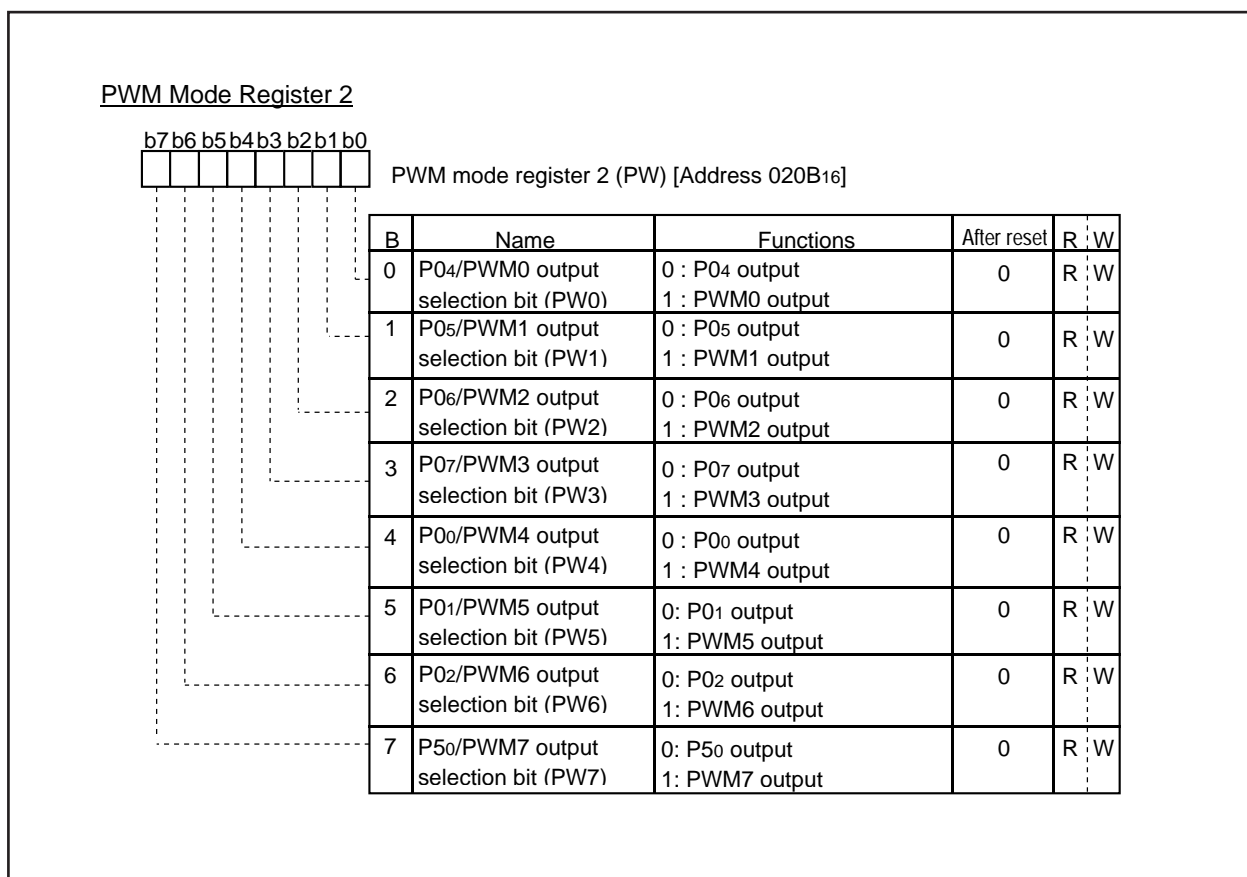 PWM Mode Register 2
b7 b6 b5 b4 b3 b2 b1 b0
PWM mode register 2 (PW) [Address 020B16]
B Name Functions After reset R W
0 P04/PWM0 output 0 : P04 output 0 R W
selection bit (PW0) 1 : PWM0 output
1 P05/PWM1 output 0 : P05 output 0 R W
selection bit (PW1) 1 : PWM1 output
2 P06/PWM2 output 0 : P06 output 0 R W
selection bit (PW2) 1 : PWM2 output
3 P07/PWM3 output 0 : P07 output 0 R W
selection bit (PW3) 1 : PWM3 output
4 P00/PWM4 output 0 : P00 output 0 R W
selection bit (PW4) 1 : PWM4 output
5 P01/PWM5 output 0: P01 output 0 R W
selection bit (PW5) 1: PWM5 output
6 P02/PWM6 output 0: P02 output 0 R W
selection bit (PW6) 1: PWM6 output
7 P50/PWM7 output 0: P50 output 0 R W
selection bit (PW7) 1: PWM7 output